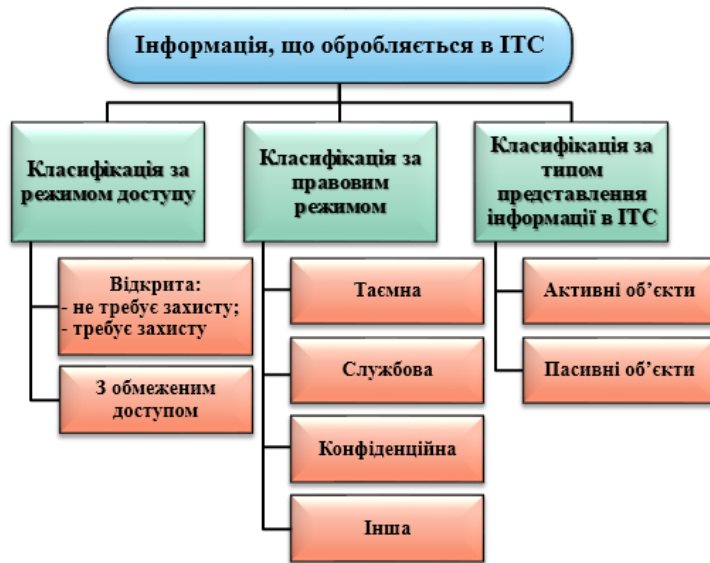 Інформація, що обробляється в ІТС
Класифікація за
режимом доступу
Відкрита:
- не требує захисту;
- требує захисту
З обмеженим
доступом
Класифікація за
правовим
режимом
Таємна
Службова
Конфіденційна
Інша
Класифікація за
типом
представлення
інформації в ІТС
Активні об’єкти
Пасивні об’єкти